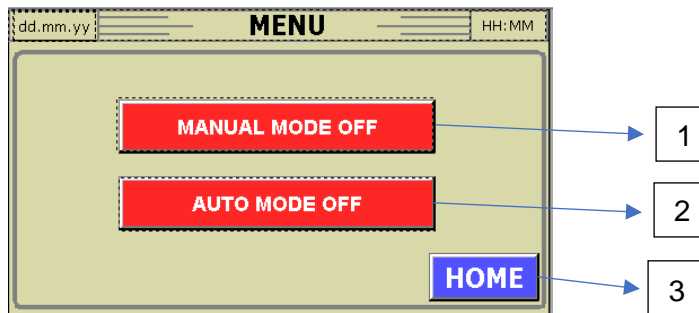 dd.mm.yy MENU HH:MM
MANUAL MODE OFF 1
AUTO MODE OFF 2
HOME 3